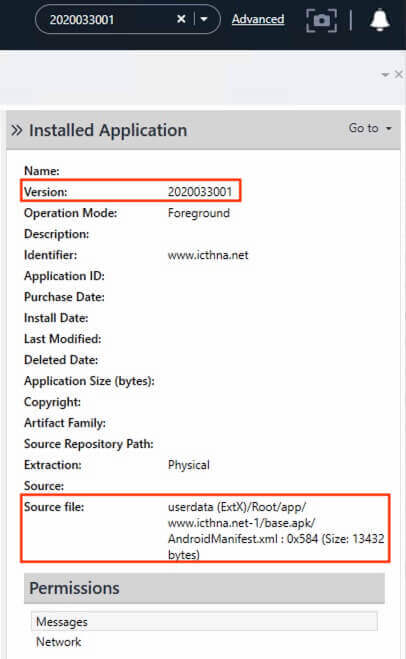 2020033001 Advanced
Installed Application Go to
Name:
Version: 2020033001
Operation Mode: Foreground
Description:
Identifier: www.icthna.net
Application ID:
Purchase Date:
Install Date:
Last Modified:
Deleted Date:
Application Size (bytes):
Copyright:
Artifact Family:
Source Repository Path:
Extraction: Physical
Source:
Source file: userdata (ExtX)/Root/app/
www.icthna.net-1/base.apk/
AndroidManifest.xml : 0x584 (Size: 13432
bytes)
Permissions
Messages
Network